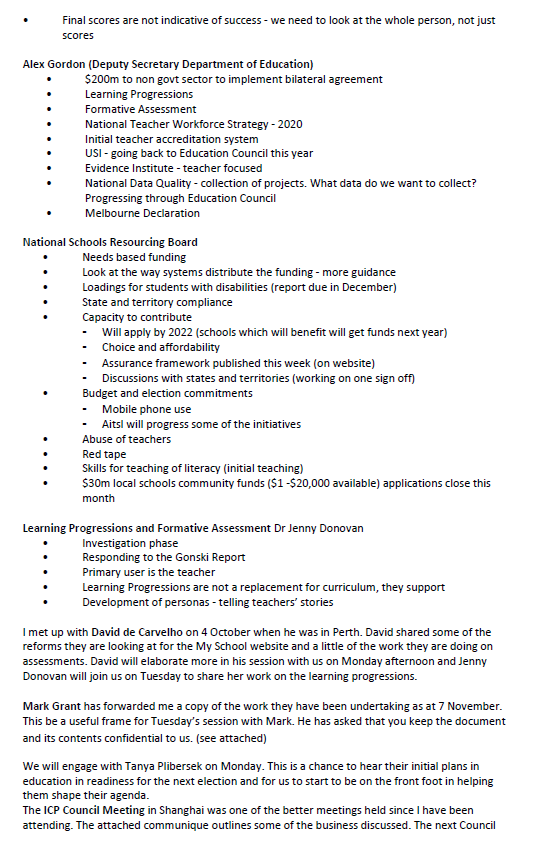 • Final scores are not indicative of success - we need to look at the whole person, not just
scores
Alex Gordon (Deputy Secretary Department of Education)
• $200m to non govt sector to implement bilateral agreement
• Learning Progressions
• Formative Assessment
• National Teacher Workforce Strategy - 2020
• Initial teacher accreditation system
• USI - going back to Education Council this year
• Evidence Institute - teacher focused
• National Data Quality - collection of projects. What data do we want to collect?
Progressing through Education Council
• Melbourne Declaration
National Schools Resourcing Board
• Needs based funding
• Look at the way systems distribute the funding - more guidance
• Loadings for students with disabilities (report due in December)
• State and territory compliance
• Capacity to contribute
- Will apply by 2022 (schools which will benefit will get funds next year)
- Choice and affordability
- Assurance framework published this week (on website)
- Discussions with states and territories (working on one sign off)
• Budget and election commitments
- Mobile phone use
- Aitsl will progress some of the initiatives
• Abuse of teachers
• Red tape
• Skills for teaching of literacy (initial teaching)
• $30m local schools community funds ($1 -$20,000 available) applications close this
month
Learning Progressions and Formative Assessment Dr Jenny Donovan
• Investigation phase
• Responding to the Gonski Report
• Primary user is the teacher
• Learning Progressions are not a replacement for curriculum, they support
• Development of personas - telling teachers' stories
I met up with David de Carvelho on 4 October when he was in Perth. David shared some of the
reforms they are looking at for the My School website and a little of the work they are doing on
assessments. David will elaborate more in his session with us on Monday afternoon and Jenny
Donovan will join us on Tuesday to share her work on the learning progressions.
Mark Grant has forwarded me a copy of the work they have been undertaking as at 7 November.
This be a useful frame for Tuesday's session with Mark. He has asked that you keep the document
and its contents confidential to us. (see attached)
We will engage with Tanya Plibersek on Monday. This is a chance to hear their initial plans in
education in readiness for the next election and for us to start to be on the front foot in helping
them shape their agenda.
The ICP Council Meeting in Shanghai was one of the better meetings held since I have been
attending. The attached communique outlines some of the business discussed. The next Council